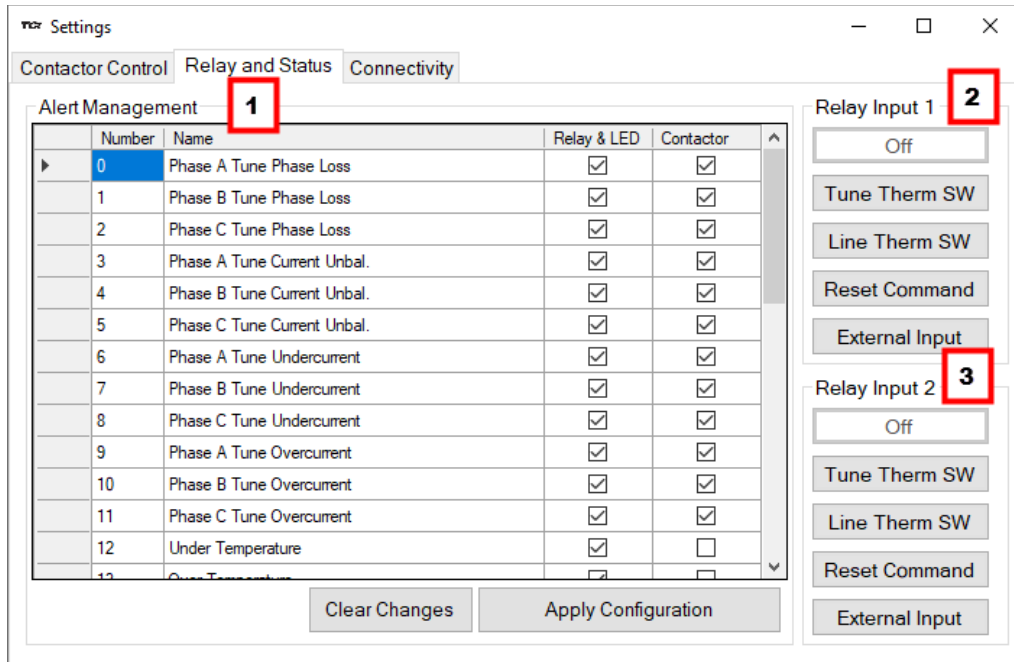 TCI Settings
Contactor Control Relay and Status Connectivity
Alert Management 1
Number Name Relay & LED Contactor
0 Phase A Tune Phase Loss
1 Phase B Tune Phase Loss
2 Phase C Tune Phase Loss
3 Phase A Tune Current Unbal.
4 Phase B Tune Current Unbal.
5 Phase C Tune Current Unbal.
6 Phase A Tune Undercurrent
7 Phase B Tune Undercurrent
8 Phase C Tune Undercurrent
9 Phase A Tune Overcurrent
10 Phase B Tune Overcurrent
11 Phase C Tune Overcurrent
12 Under Temperature
13 Over Temperature
Clear Changes Apply Configuration
Relay Input 1 2
Off
Tune Therm SW
Line Therm SW
Reset Command
External Input
Relay Input 2 3
Off
Tune Therm SW
Line Therm SW
Reset Command
External Input